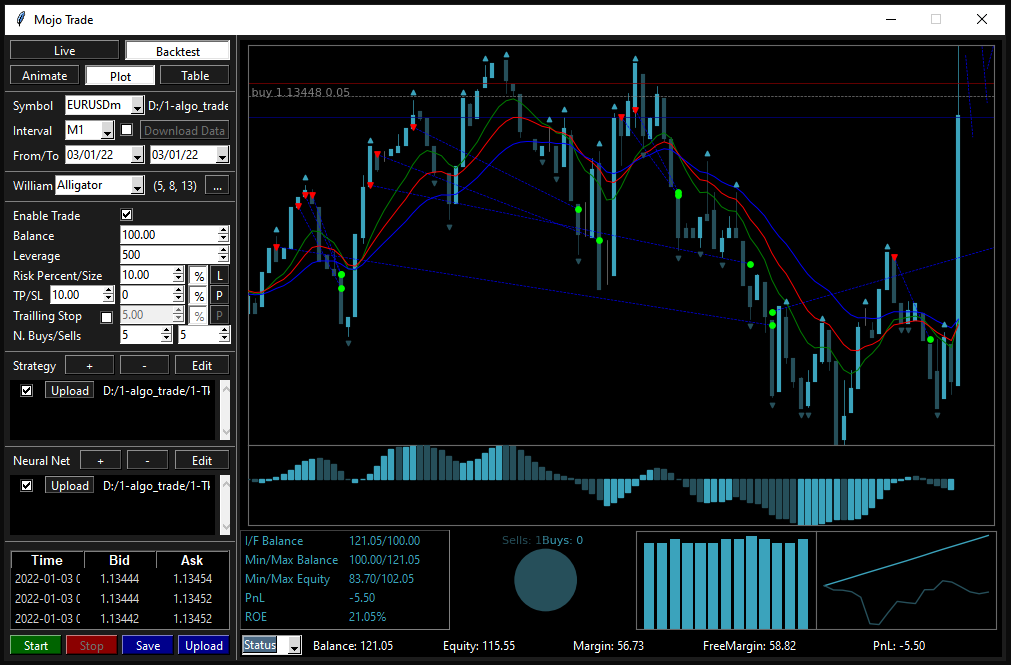 Mojo Trade
Live Backtest
Animate Plot Table
Symbol EURUSDm D:/1-algo_trade
Interval M1 Download Data
From/To 03/01/22 03/01/22
William Alligator (5, 8, 13) ...
Enable Trade
Balance 100.00
Leverage 500
Risk Percent/Size 10.00 % L
TP/SL 10.00 0 % P
Trailling Stop 5.00 % P
N. Buys/Sells 5 5
Strategy + - Edit
Upload D:/1-algo_trade/1-Tk
Neural Net + - Edit
Upload D:/1-algo_trade/1-Tk
Time Bid Ask
2022-01-03 0 1.13444 1.13454
2022-01-03 0 1.13444 1.13452
2022-01-03 0 1.13442 1.13452
Start Stop Save Upload
buy 1.13448 0.05
I/F Balance 121.05/100.00
Min/Max Balance 100.00/121.05
Min/Max Equity 83.70/102.05
PnL -5.50
ROE 21.05%
Sells: 1 Buys: 0
Status Balance: 121.05 Equity: 115.55 Margin: 56.73 FreeMargin: 58.82 PnL: -5.50